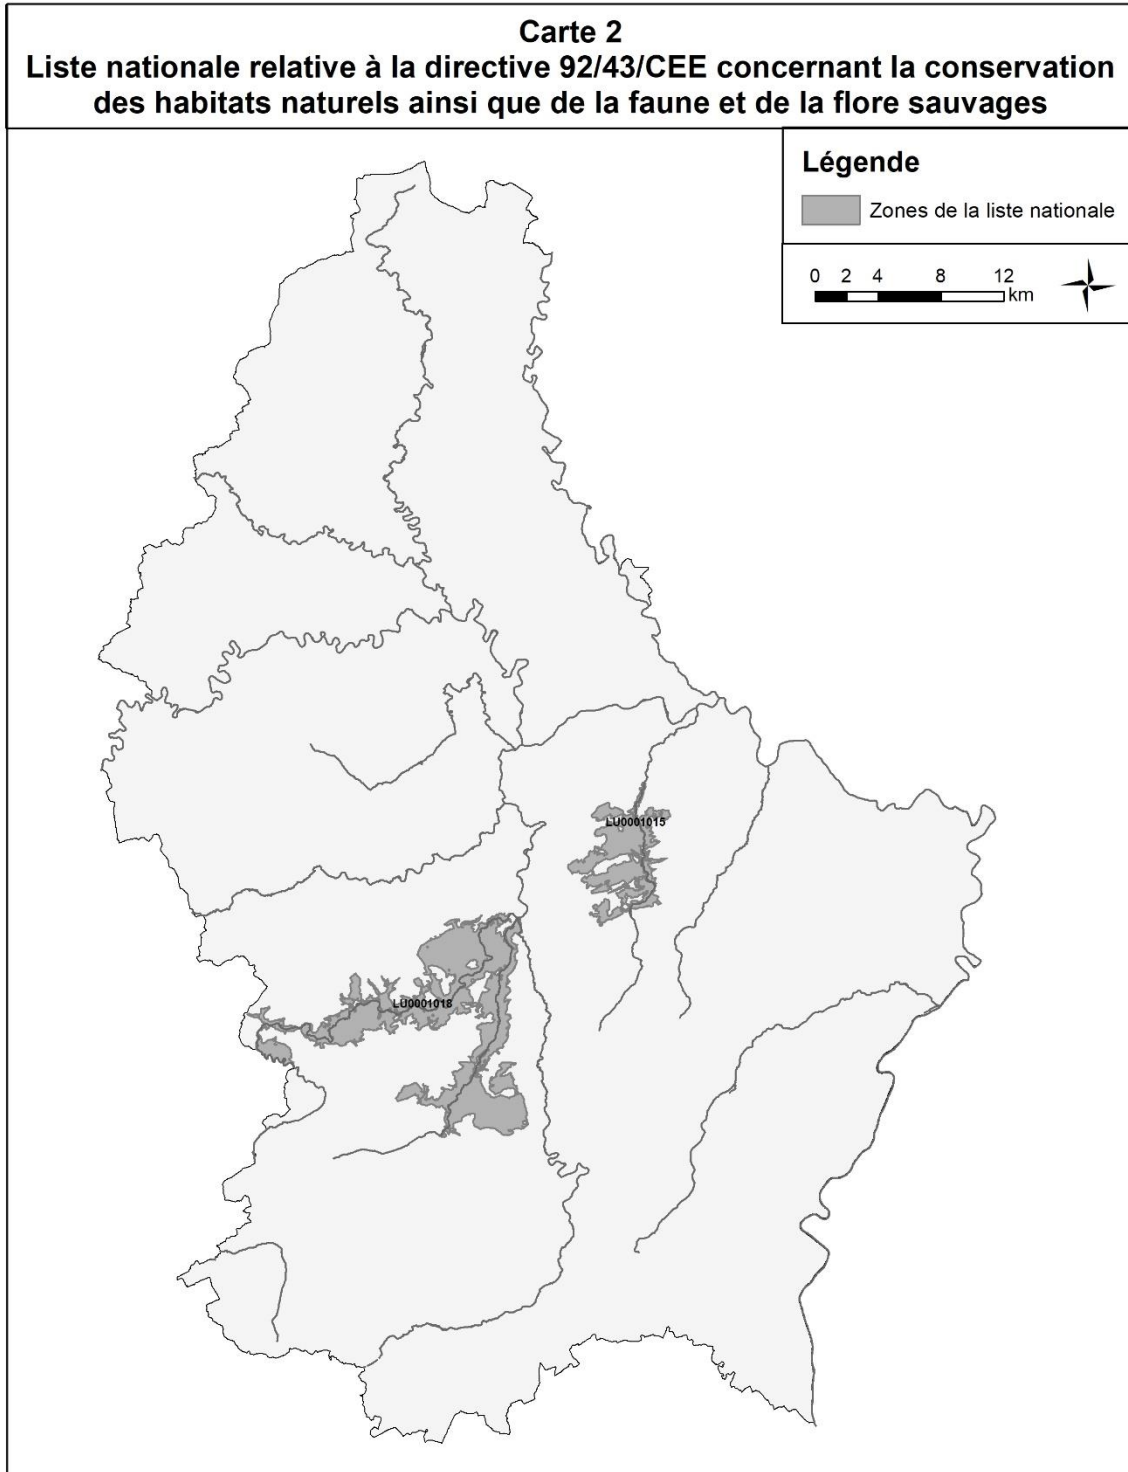 Carte 2
Liste nationale relative à la directive 92/43/CEE concernant la conservation
des habitats naturels ainsi que de la faune et de la flore sauvages
Légende
Zones de la liste nationale
0 2 4 8 12
km
LU0001015
LU0001018